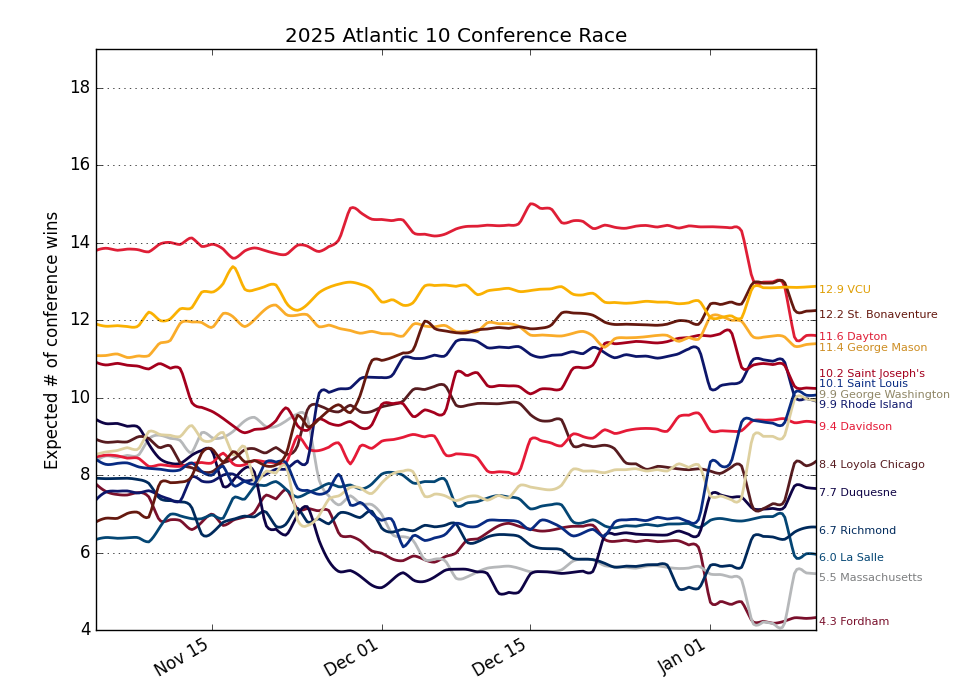 2025 Atlantic 10 Conference Race
Expected # of conference wins
18
16
14
12
10
8
6
4
Nov 15
Dec 01
Dec 15
Jan 01
12.9 VCU
12.2 St. Bonaventure
11.6 Dayton
11.4 George Mason
10.2 Saint Joseph's
10.1 Saint Louis
9.9 George Washington
9.9 Rhode Island
9.4 Davidson
8.4 Loyola Chicago
7.7 Duquesne
6.7 Richmond
6.0 La Salle
5.5 Massachusetts
4.3 Fordham